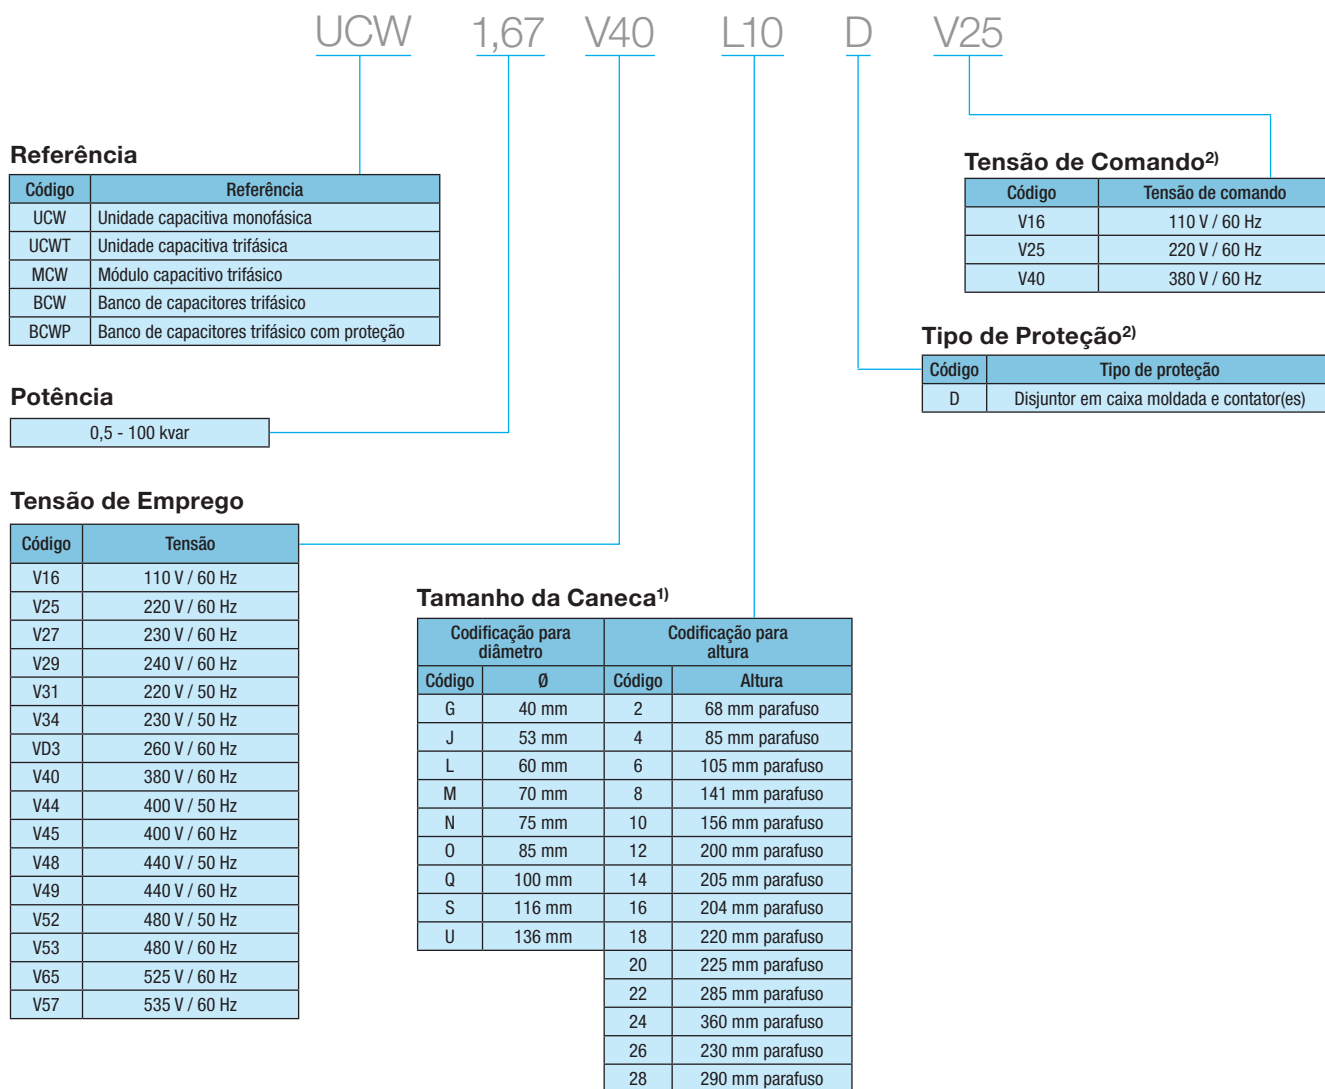 UCW 1,67 V40 L10 D V25
Referência
Código Referência
UCW Unidade capacitiva monofásica
UCWT Unidade capacitiva trifásica
MCW Módulo capacitivo trifásico
BCW Banco de capacitores trifásico
BCWP Banco de capacitores trifásico com proteção
Tensão de Comando2)
Código Tensão de comando
V16 110 V / 60 Hz
V25 220 V / 60 Hz
V40 380 V / 60 Hz
Tipo de Proteção2)
Código Tipo de proteção
D Disjuntor em caixa moldada e contator(es)
Potência
0,5 - 100 kvar
Tensão de Emprego
Código Tensão
V16 110 V / 60 Hz
V25 220 V / 60 Hz
V27 230 V / 60 Hz
V29 240 V / 60 Hz
V31 220 V / 50 Hz
V34 230 V / 50 Hz
VD3 260 V / 60 Hz
V40 380 V / 60 Hz
V44 400 V / 50 Hz
V45 400 V / 60 Hz
V48 440 V / 50 Hz
V49 440 V / 60 Hz
V52 480 V / 50 Hz
V53 480 V / 60 Hz
V65 525 V / 60 Hz
V57 535 V / 60 Hz
Tamanho da Caneca1)
Codificação para diâmetro
Codificação para altura
Código Ø Código Altura
G 40 mm 2 68 mm parafuso
J 53 mm 4 85 mm parafuso
L 60 mm 6 105 mm parafuso
M 70 mm 8 141 mm parafuso
N 75 mm 10 156 mm parafuso
O 85 mm 12 200 mm parafuso
Q 100 mm 14 205 mm parafuso
S 116 mm 16 204 mm parafuso
U 136 mm 18 220 mm parafuso
20 225 mm parafuso
22 285 mm parafuso
24 360 mm parafuso
26 230 mm parafuso
28 290 mm parafuso